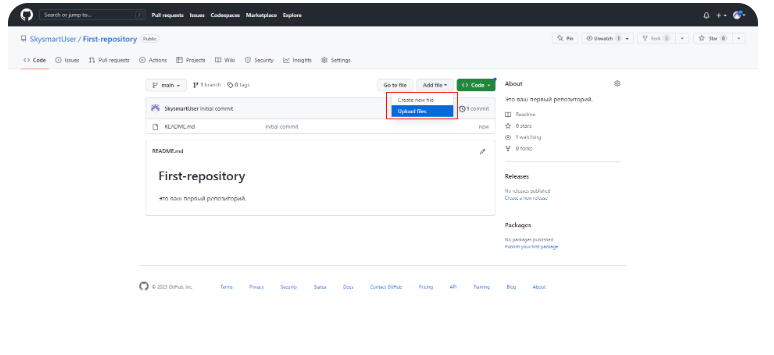 Search or jump to... / Pull requests Issues Codespaces Marketplace Explore
SkysmartUser / First-repository Public Pin Unwatch 1 Fork 0 Star 0
Code Issues Pull requests Actions Projects Wiki Security Insights Settings
main 1 branch 0 tags Go to file Add file Code
Create new file
Upload files
SkysmartUser Initial commit 1 commit
README.md Initial commit now
README.md
First-repository
Это ваш первый репозиторий.
About
Это ваш первый репозиторий.
Readme
0 stars
1 watching
0 forks
Releases
No releases published
Create a new release
Packages
No packages published
Publish your first package
© 2023 GitHub, Inc. Terms Privacy Security Status Docs Contact GitHub Pricing API Training Blog About